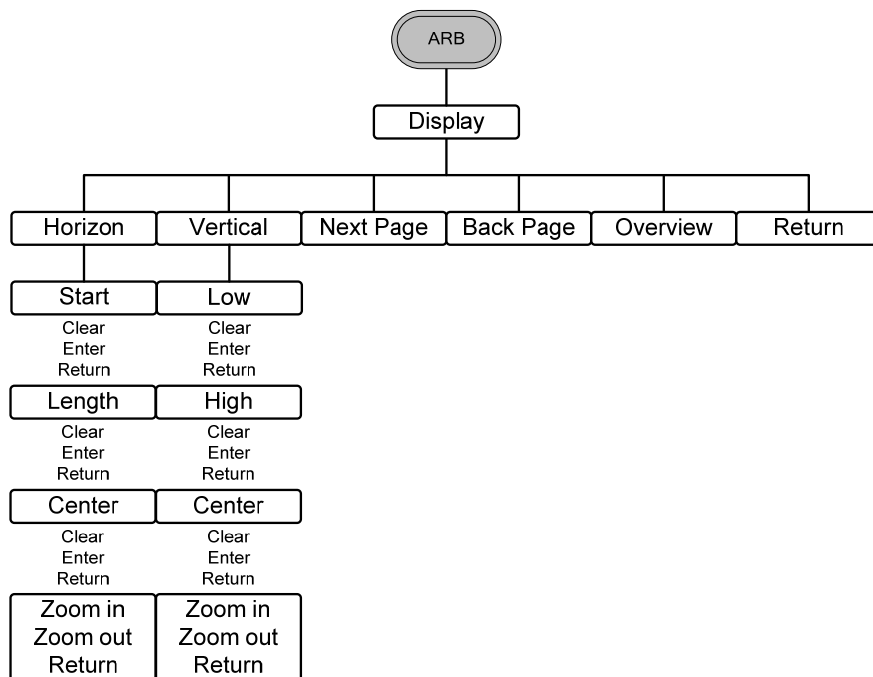 ARB
Display
Horizon
Vertical
Next Page
Back Page
Overview
Return
Start
Clear
Enter
Return
Length
Clear
Enter
Return
Center
Clear
Enter
Return
Zoom in
Zoom out
Return
Low
Clear
Enter
Return
High
Clear
Enter
Return
Center
Clear
Enter
Return
Zoom in
Zoom out
Return